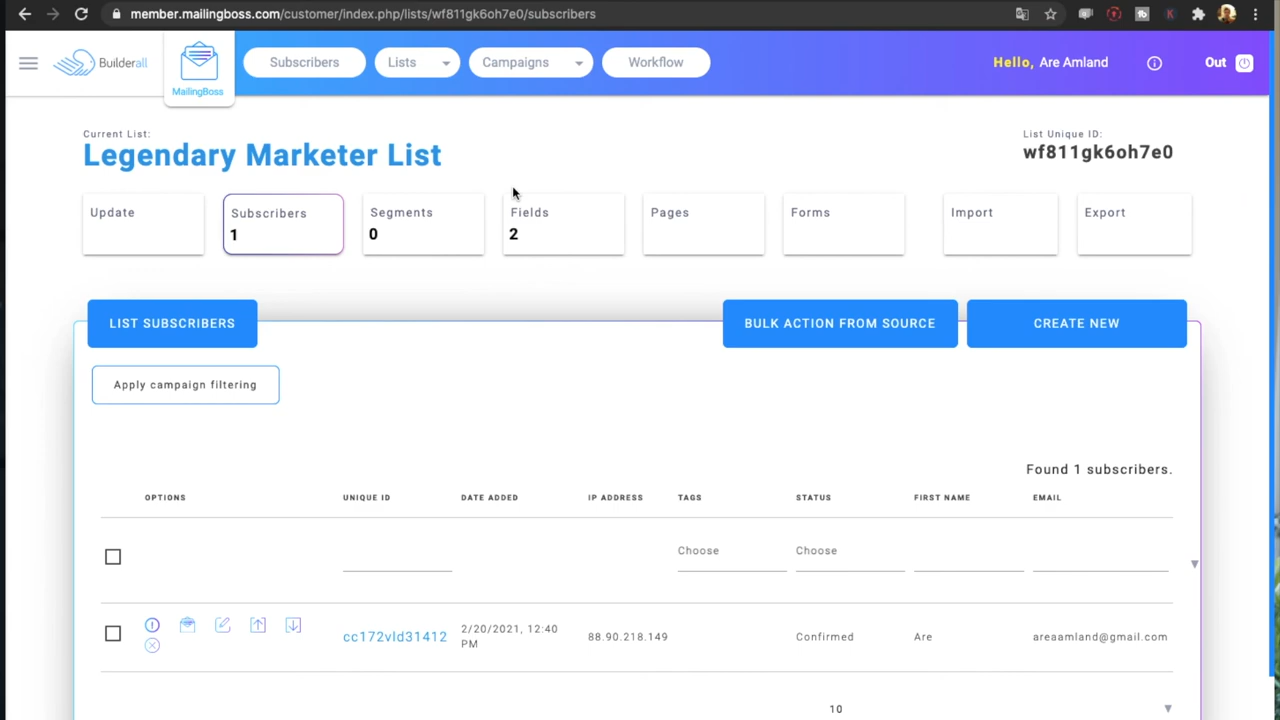 member.mailingboss.com/customer/index.php/lists/wf811gk6oh7e0/subscribers
Builderall
MailingBoss
Subscribers
Lists
Campaigns
Workflow
Hello, Are Amland
Out
Current List:
Legendary Marketer List
List Unique ID:
wf811gk6oh7e0
Update
Subscribers
1
Segments
0
Fields
2
Pages
Forms
Import
Export
LIST SUBSCRIBERS
BULK ACTION FROM SOURCE
CREATE NEW
Apply campaign filtering
Found 1 subscribers.
OPTIONS UNIQUE ID DATE ADDED IP ADDRESS TAGS STATUS FIRST NAME EMAIL
Choose Choose
cc172vld31412 2/20/2021, 12:40 PM 88.90.218.149 Confirmed Are areaamland@gmail.com
10